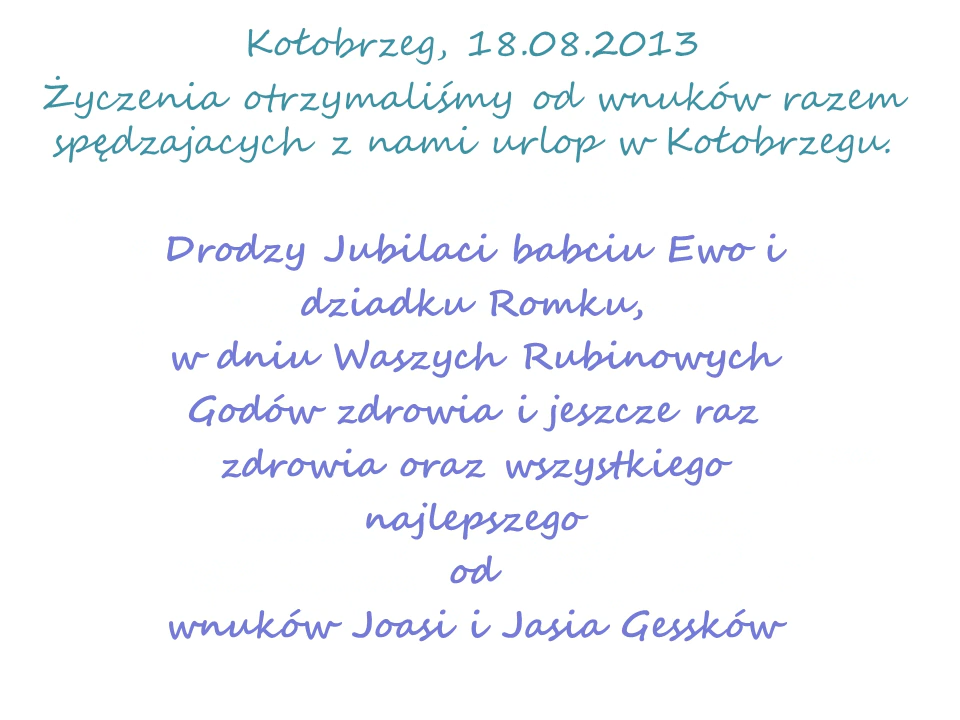 Kołobrzeg, 18.08.2013
Życzenia otrzymaliśmy od wnuków razem
spędzajacych z nami urlop w Kołobrzegu.
Drodzy Jubilaci babciu Ewo i
dziadku Romku,
w dniu Waszych Rubinowych
Godów zdrowia i jeszcze raz
zdrowia oraz wszystkiego
najlepszego
od
wnuków Joasi i Jasia Gessków